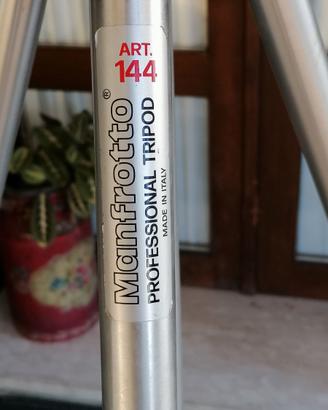 ART.
144
Manfrotto®
PROFESSIONAL TRIPOD
MADE IN ITALY